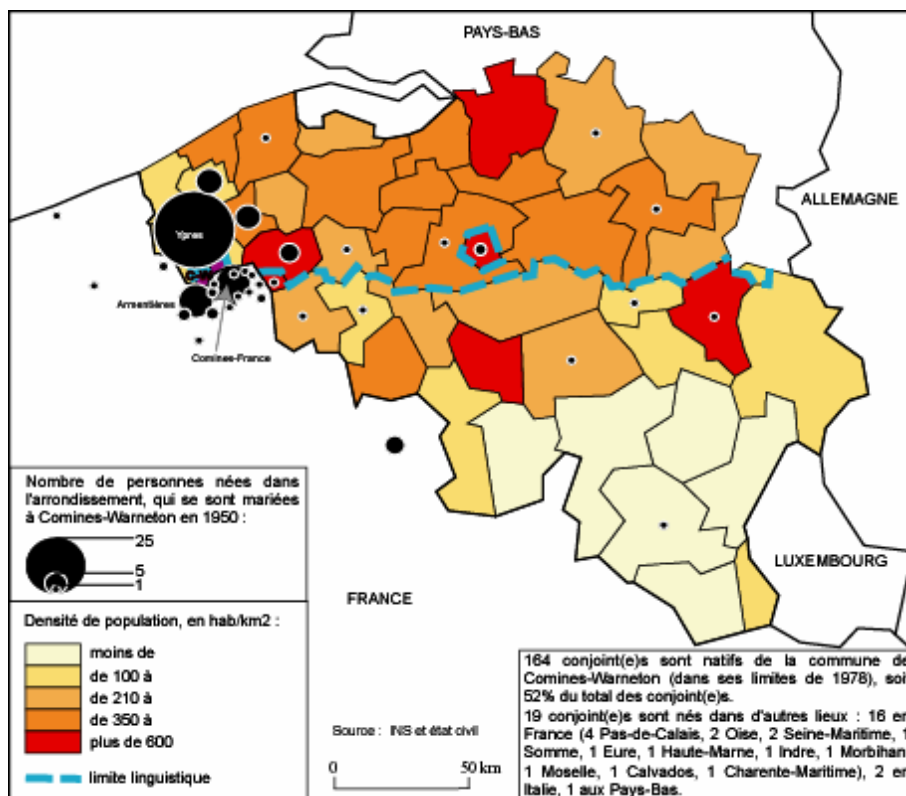 PAYS-BAS
ALLEMAGNE
Ypres
Armentières
Comines-France
Nombre de personnes nées dans
l'arrondissement, qui se sont mariées
à Comines-Warneton en 1950 :
25
5
1
FRANCE
LUXEMBOURG
Densité de population, en hab/km2 :
moins de
de 100 à
de 210 à
de 350 à
plus de 600
limite linguistique
Source : INS et état civil
0
50 km
164 conjoint(e)s sont natifs de la commune de
Comines-Warneton (dans ses limites de 1978), soit
52% du total des conjoint(e)s.
19 conjoint(e)s sont nés dans d'autres lieux : 16 en
France (4 Pas-de-Calais, 2 Oise, 2 Seine-Maritime, 1
Somme, 1 Eure, 1 Haute-Marne, 1 Indre, 1 Morbihan,
1 Moselle, 1 Calvados, 1 Charente-Maritime), 2 en
Italie, 1 aux Pays-Bas.